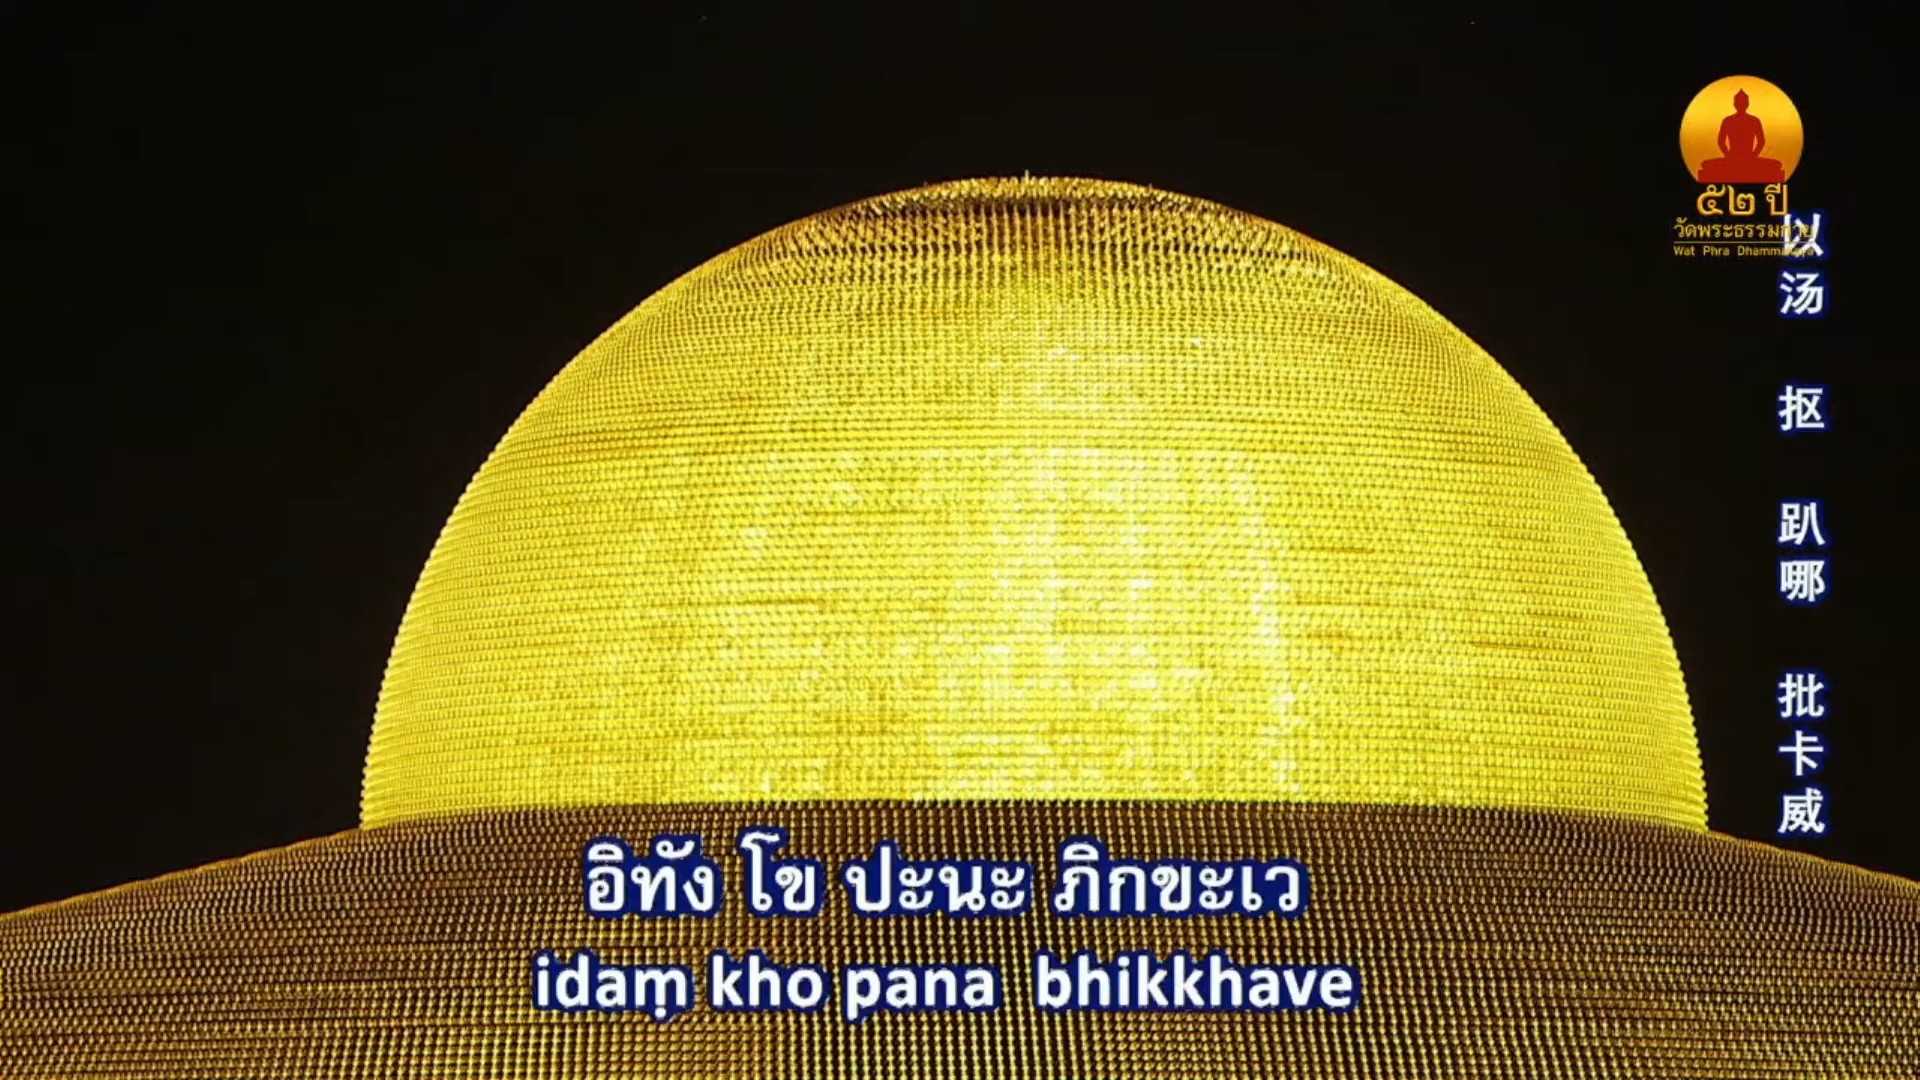 ๕๒ ปี
วัดพระธรรมกาย
Wat Phra Dhammakaya
以汤 抠 趴哪 批卡威
อิทัง โข ปะนะ ภิกขะเว
idaṃ kho pana bhikkhave